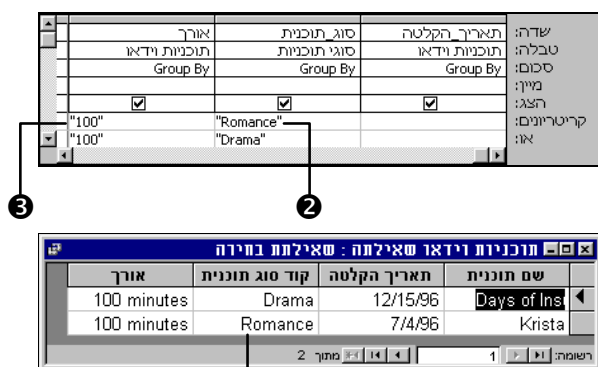 שדה: תאריך_הקלטה סוג_תוכנית אורך
טבלה: תוכניות וידאו סוגי תוכניות תוכניות וידאו
סכום: Group By Group By Group By
מיין:
הצג:
קריטריונים: "Romance" "100"
או: "Drama" "100"
❸ ❷
תוכניות וידאו שאילתה : שאילתת בחירה
שם תוכנית תאריך הקלטה קוד סוג תוכנית אורך
Days of Insi 12/15/96 Drama 100 minutes
Krista 7/4/96 Romance 100 minutes
רשומה: 1 מתוך 2